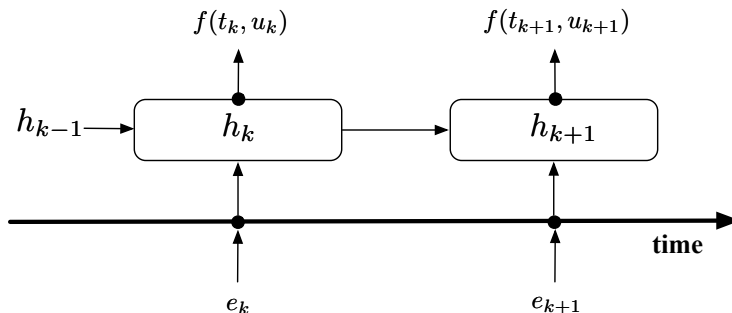 f(t_k, u_k) f(t_{k+1}, u_{k+1})
h_{k-1} h_k h_{k+1}
time
e_k e_{k+1}